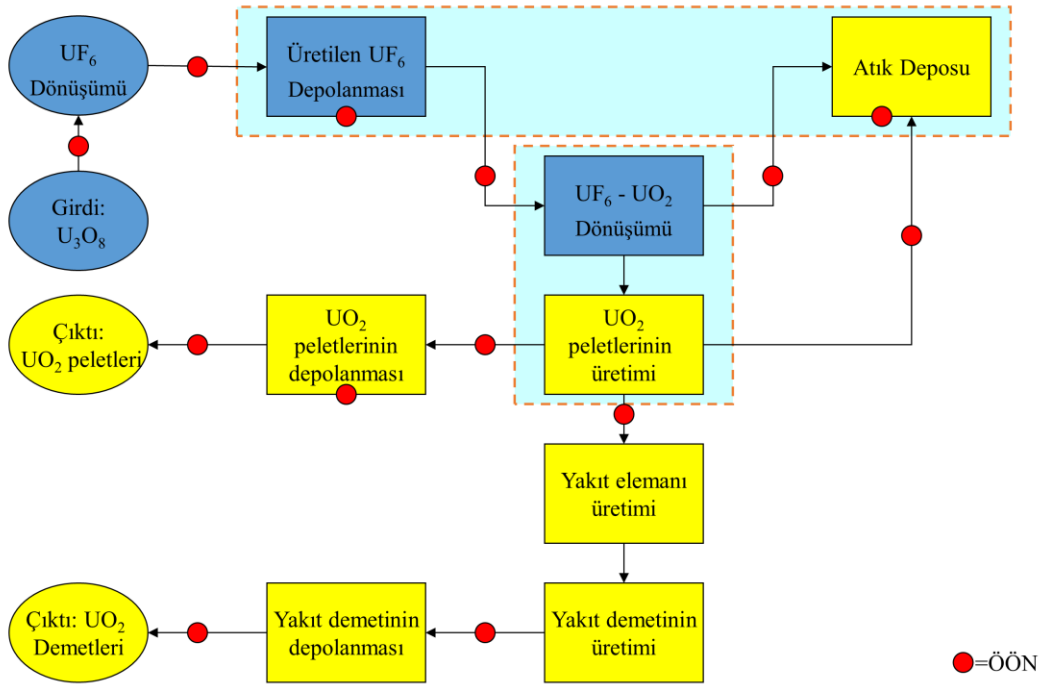 UF₆
Dönüşümü
Üretilen UF₆
Depolanması
Atık Deposu
Girdi:
U₃O₈
UF₆ - UO₂
Dönüşümü
Çıktı:
UO₂ peletleri
UO₂
peletlerinin
depolanması
UO₂
peletlerinin
üretimi
Yakıt elemanı
üretimi
Çıktı: UO₂
Demetleri
Yakıt demetinin
depolanması
Yakıt demetinin
üretimi
=ÖÖN